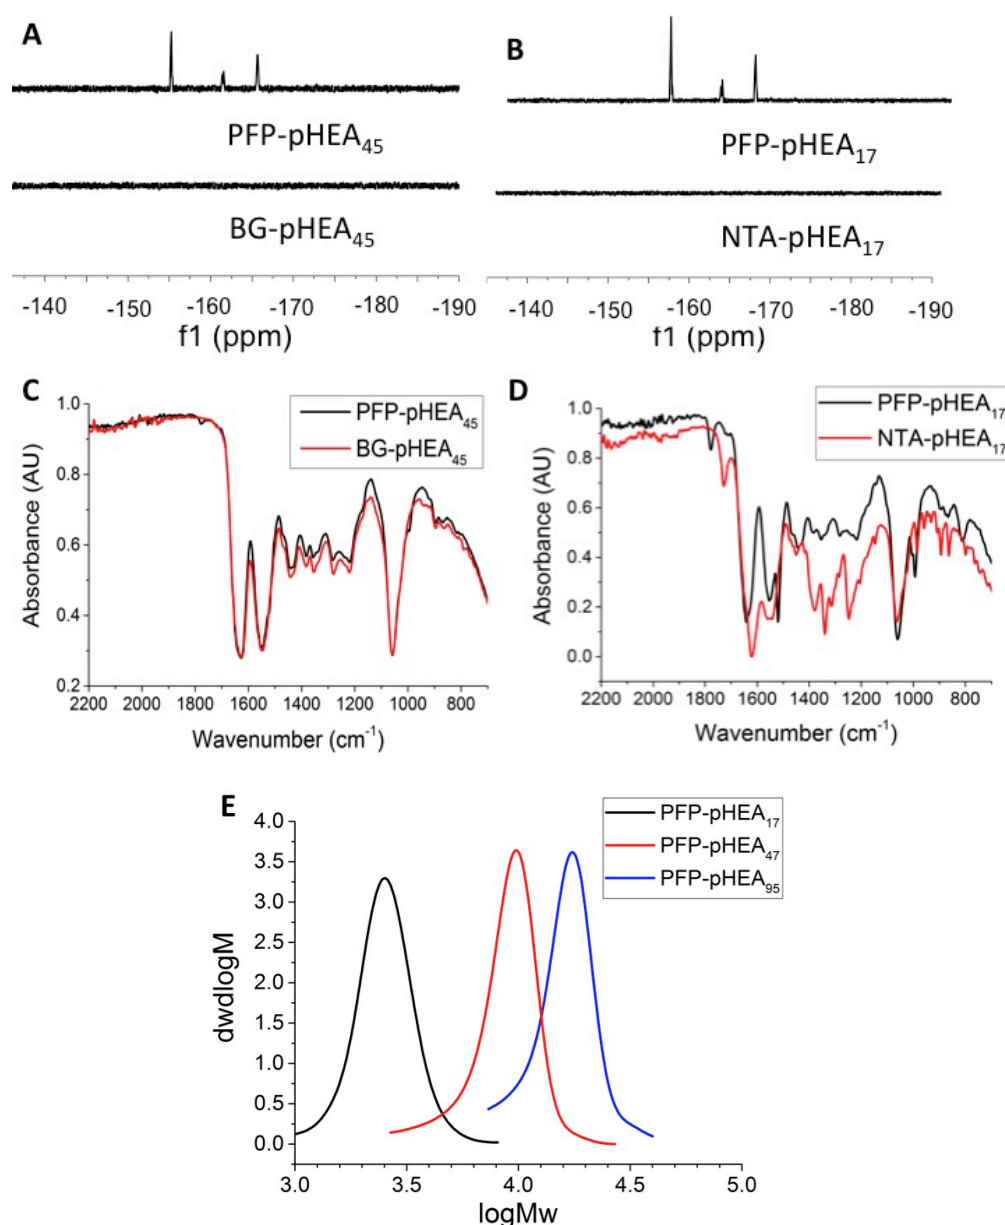 A
PFP-pHEA₄₅
BG-pHEA₄₅
-140 -150 -160 -170 -180 -190
f1 (ppm)
B
PFP-pHEA₁₇
NTA-pHEA₁₇
-140 -150 -160 -170 -180 -190
f1 (ppm)
C
PFP-pHEA₄₅
BG-pHEA₄₅
Absorbance (AU)
1.0
0.8
0.6
0.4
0.2
2200 2000 1800 1600 1400 1200 1000 800
Wavenumber (cm⁻¹)
D
PFP-pHEA₁₇
NTA-pHEA₁₇
Absorbance (AU)
1.0
0.8
0.6
0.4
0.2
0.0
2200 2000 1800 1600 1400 1200 1000 800
Wavenumber (cm⁻¹)
E
PFP-pHEA₁₇
PFP-pHEA₄₇
PFP-pHEA₉₅
dwdlogM
4.0
3.5
3.0
2.5
2.0
1.5
1.0
0.5
0.0
3.0 3.5 4.0 4.5 5.0
logMw